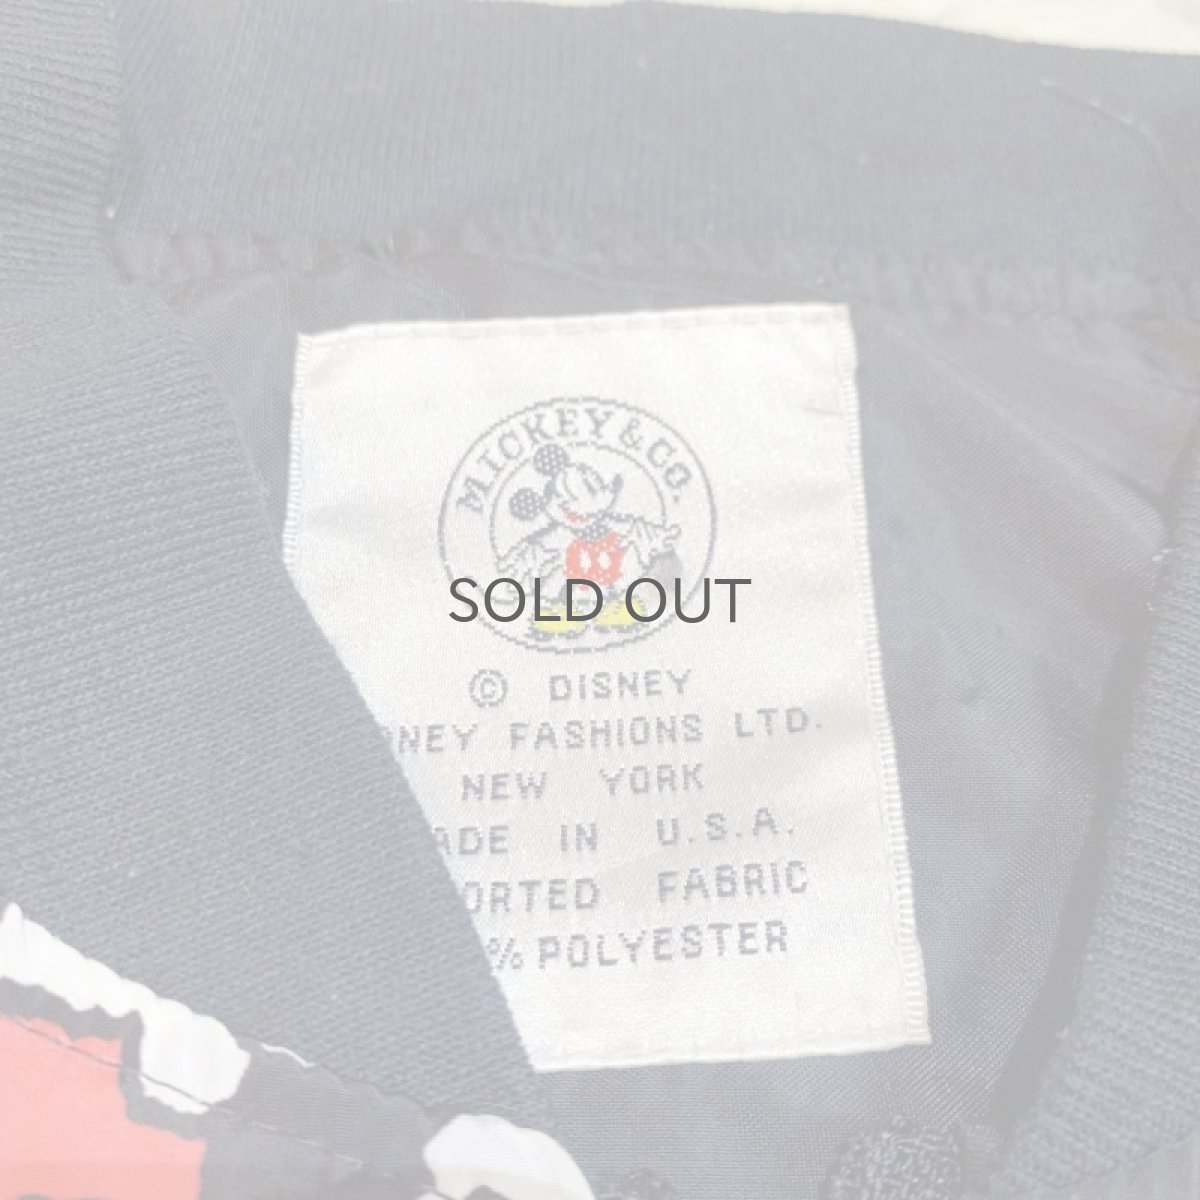 MICKEY & CO.
SOLD OUT
© DISNEY
NEY FASHIONS LTD.
NEW YORK
ADE IN U.S.A.
ORTED FABRIC
% POLYESTER